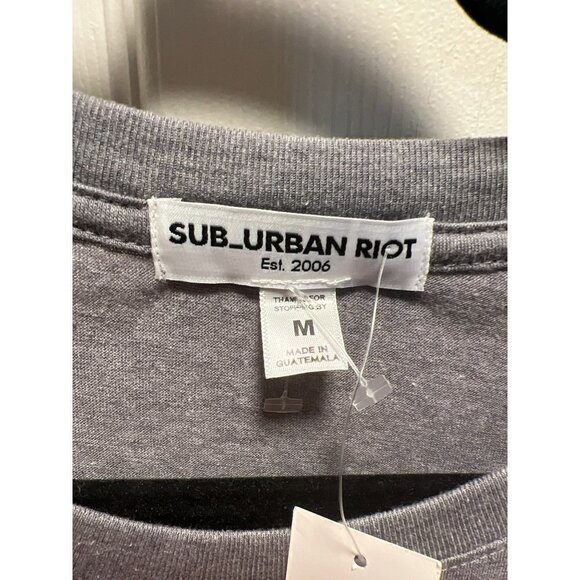 SUB_URBAN RIOT
Est. 2006
THANKS FOR
STOPPING BY
M
MADE IN
GUATEMALA